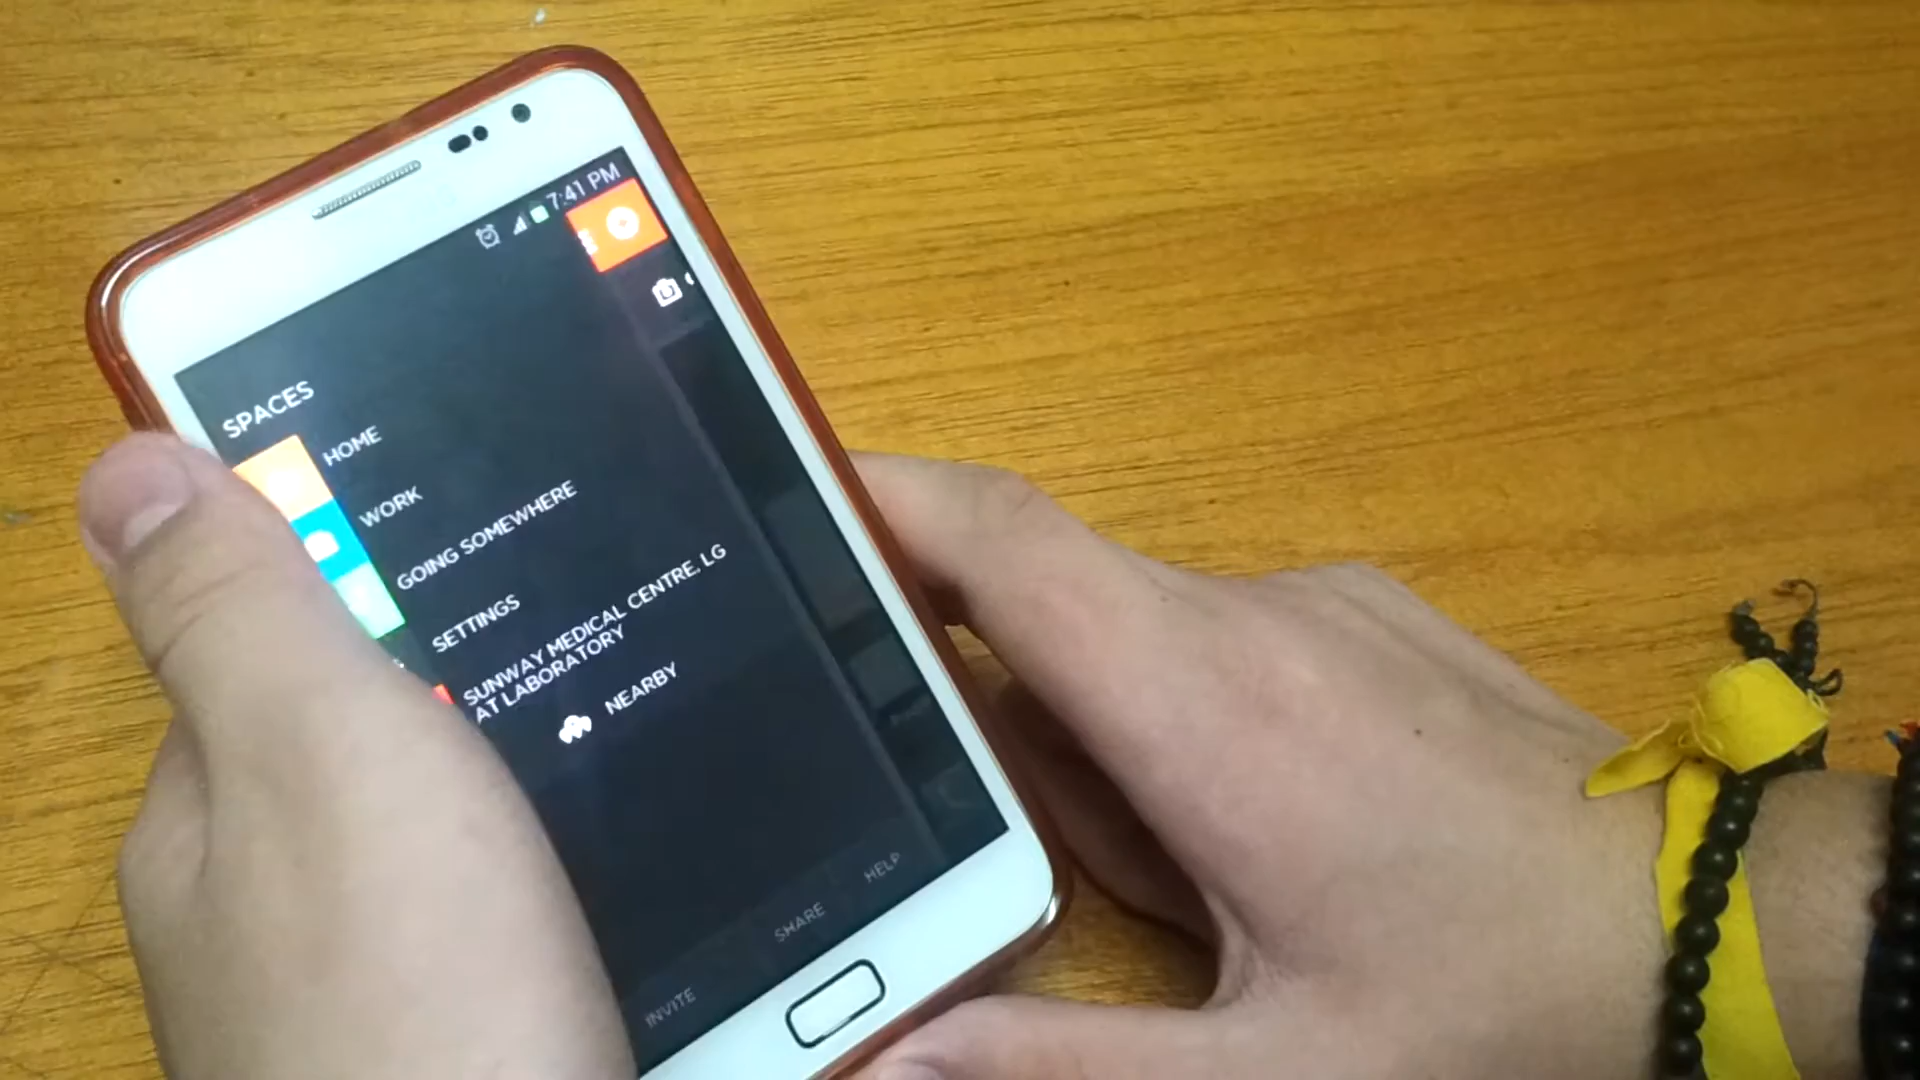 7:41 PM
SPACES
HOME
WORK
GOING SOMEWHERE
SETTINGS
SUNWAY MEDICAL CENTRE, LG
AT LABORATORY
NEARBY
INVITE
SHARE
HELP